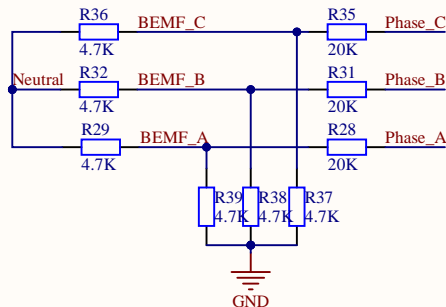 R36 BEMF_C R35 Phase_C
4.7K 20K
Neutral R32 BEMF_B R31 Phase_B
4.7K 20K
R29 BEMF_A R28 Phase_A
4.7K 20K
R39 R38 R37
4.7K 4.7K 4.7K
GND